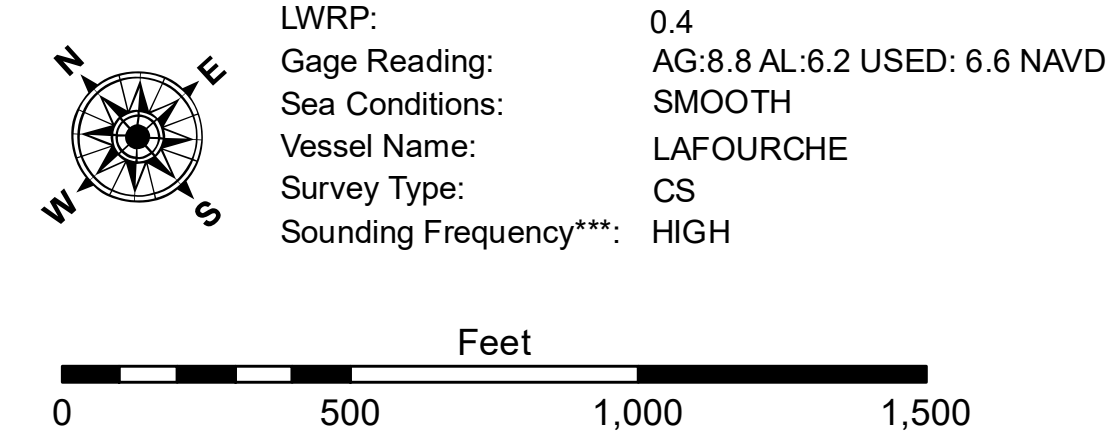 N E
W S
LWRP: 0.4
Gage Reading: AG:8.8 AL:6.2 USED: 6.6 NAVD
Sea Conditions: SMOOTH
Vessel Name: LAFOURCHE
Survey Type: CS
Sounding Frequency***: HIGH
Feet
0 500 1,000 1,500